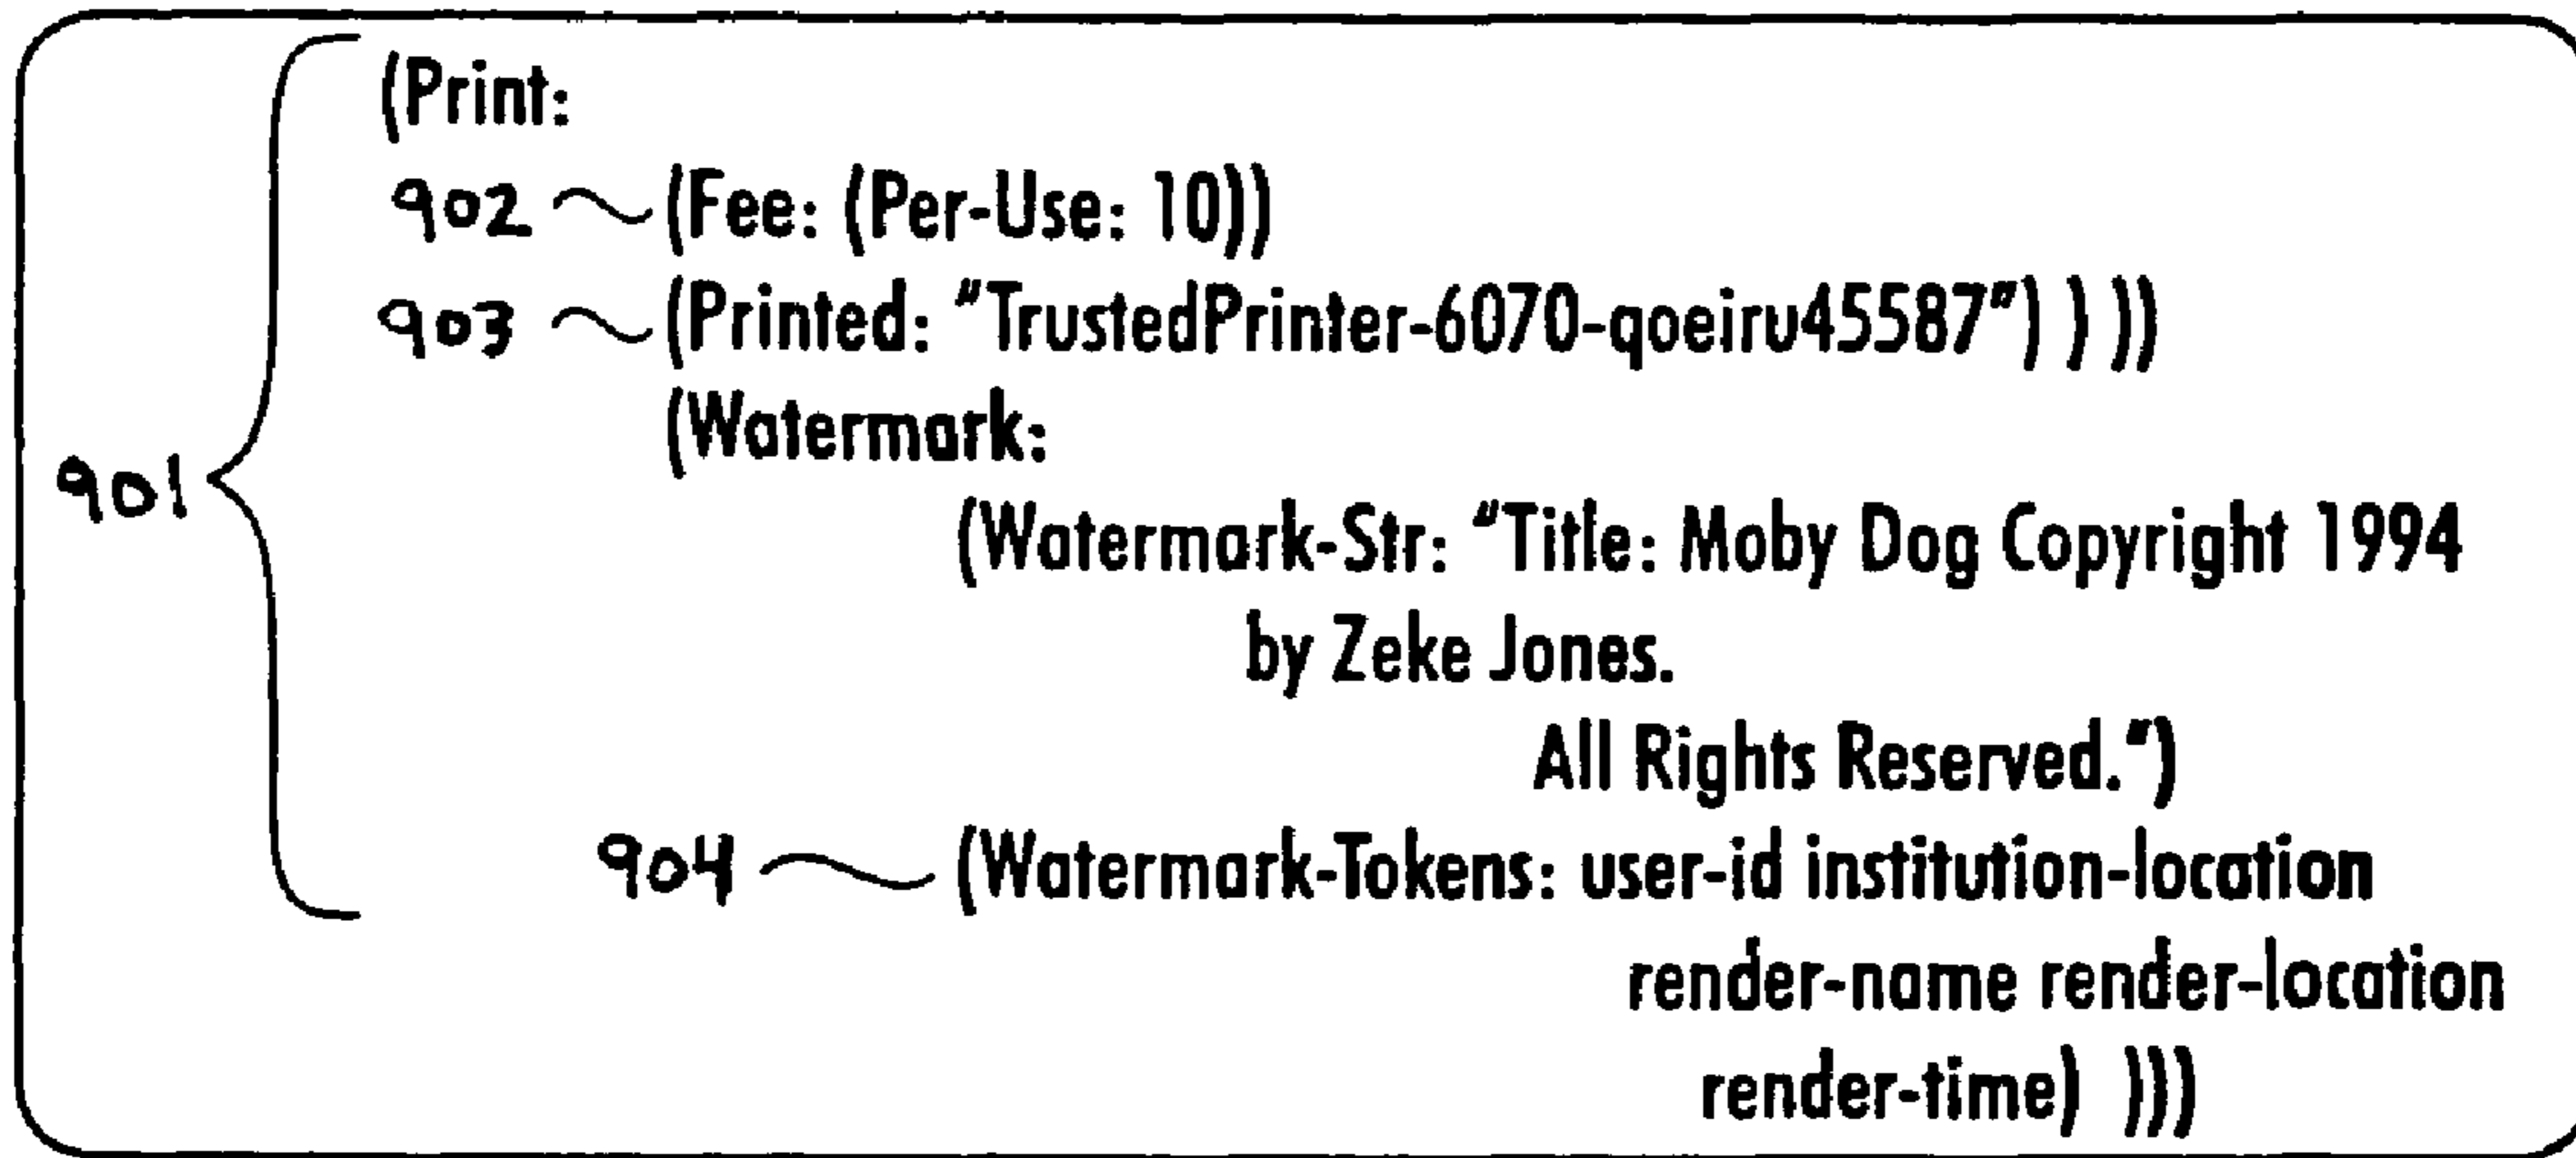 (Print:
902 (Fee: (Per-Use: 10))
903 (Printed: "TrustedPrinter-6070-qoeiru45587") ) ))
(Watermark:
901
(Watermark-Str: "Title: Moby Dog Copyright 1994
by Zeke Jones.
All Rights Reserved.")
904 (Watermark-Tokens: user-id institution-location
render-name render-location
render-time) )))